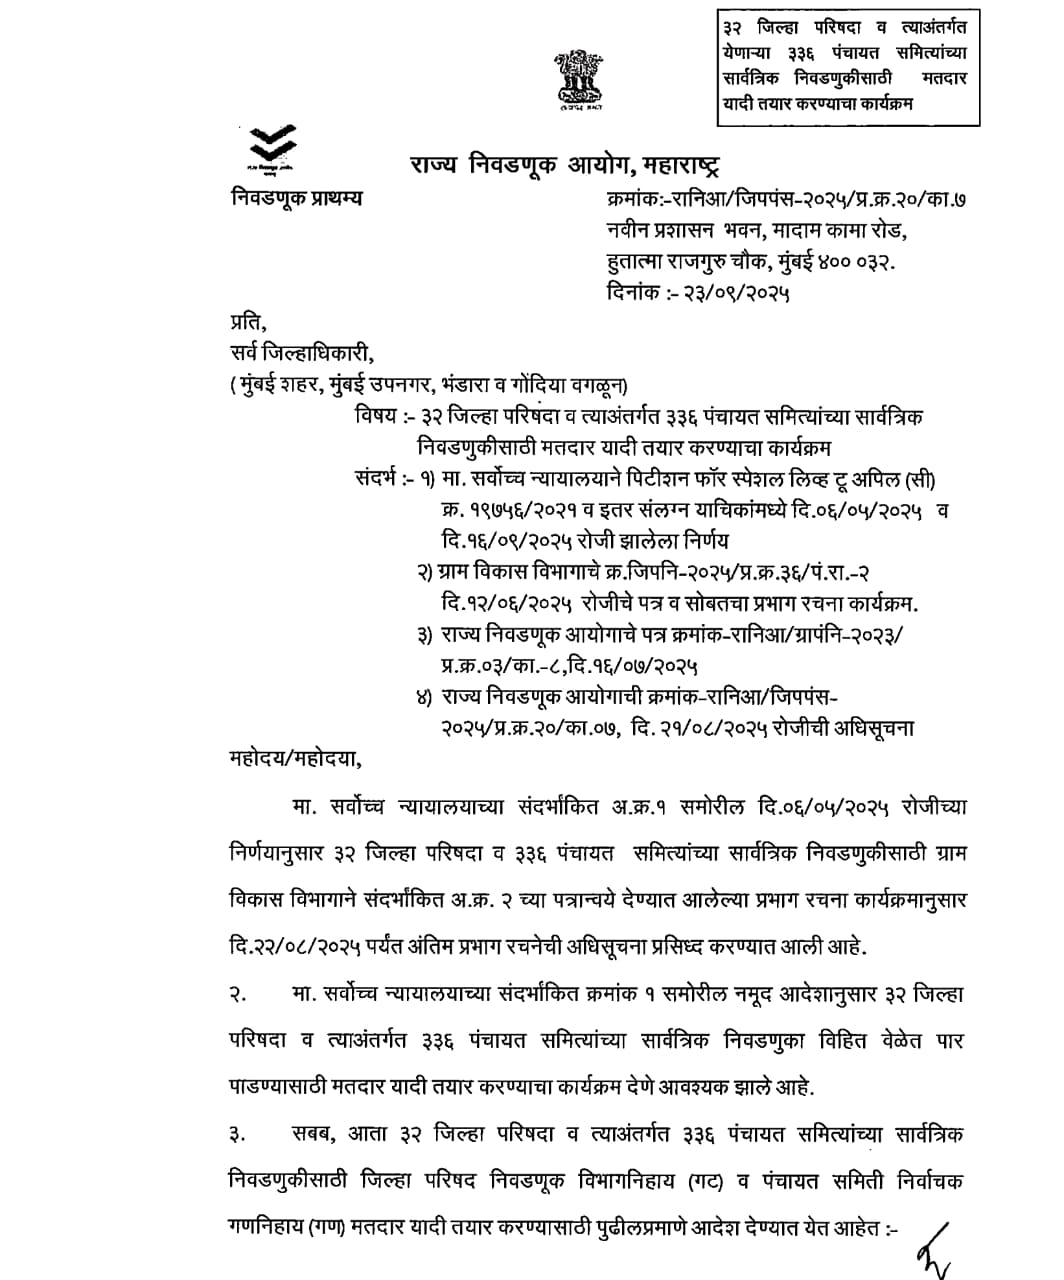 ३२ जिल्हा परिषदा व त्याअंतर्गत
येणाऱ्या ३३६ पंचायत समित्यांच्या
सार्वत्रिक निवडणुकीसाठी मतदार
यादी तयार करण्याचा कार्यक्रम
राज्य निवडणूक आयोग, महाराष्ट्र
निवडणूक प्राथम्य
क्रमांक:-रानिआ/जिपपंस-२०२५/प्र.क्र.२०/का.७
नवीन प्रशासन भवन, मादाम कामा रोड,
हुतात्मा राजगुरु चौक, मुंबई ४०० ०३२.
दिनांक :- २३/०९/२०२५
प्रति,
सर्व जिल्हाधिकारी,
( मुंबई शहर, मुंबई उपनगर, भंडारा व गोंदिया वगळून)
विषय :- ३२ जिल्हा परिषदा व त्याअंतर्गत ३३६ पंचायत समित्यांच्या सार्वत्रिक
निवडणुकीसाठी मतदार यादी तयार करण्याचा कार्यक्रम
संदर्भ :- १) मा. सर्वोच्च न्यायालयाने पिटीशन फॉर स्पेशल लिव्ह टू अपिल (सी)
क्र. १९७५६/२०२१ व इतर संलग्न याचिकांमध्ये दि.०६/०५/२०२५ व
दि.१६/०९/२०२५ रोजी झालेला निर्णय
२) ग्राम विकास विभागाचे क्र.जिपनि-२०२५/प्र.क्र.३६/पं.रा.-२
दि.१२/०६/२०२५ रोजीचे पत्र व सोबतचा प्रभाग रचना कार्यक्रम.
३) राज्य निवडणूक आयोगाचे पत्र क्रमांक-रानिआ/ग्रापंनि-२०२३/
प्र.क्र.०३/का.-८,दि.१६/०७/२०२५
४) राज्य निवडणूक आयोगाची क्रमांक-रानिआ/जिपपंस-
२०२५/प्र.क्र.२०/का.०७, दि. २१/०८/२०२५ रोजीची अधिसूचना
महोदय/महोदया,
मा. सर्वोच्च न्यायालयाच्या संदर्भांकित अ.क्र.१ समोरील दि.०६/०५/२०२५ रोजीच्या
निर्णयानुसार ३२ जिल्हा परिषदा व ३३६ पंचायत समित्यांच्या सार्वत्रिक निवडणुकीसाठी ग्राम
विकास विभागाने संदर्भांकित अ.क्र. २ च्या पत्रान्वये देण्यात आलेल्या प्रभाग रचना कार्यक्रमानुसार
दि.२२/०८/२०२५ पर्यंत अंतिम प्रभाग रचनेची अधिसूचना प्रसिध्द करण्यात आली आहे.
२. मा. सर्वोच्च न्यायालयाच्या संदर्भांकित क्रमांक १ समोरील नमूद आदेशानुसार ३२ जिल्हा
परिषदा व त्याअंतर्गत ३३६ पंचायत समित्यांच्या सार्वत्रिक निवडणुका विहित वेळेत पार
पाडण्यासाठी मतदार यादी तयार करण्याचा कार्यक्रम देणे आवश्यक झाले आहे.
३. सबब, आता ३२ जिल्हा परिषदा व त्याअंतर्गत ३३६ पंचायत समित्यांच्या सार्वत्रिक
निवडणुकीसाठी जिल्हा परिषद निवडणूक विभागनिहाय (गट) व पंचायत समिती निर्वाचक
गणनिहाय (गण) मतदार यादी तयार करण्यासाठी पुढीलप्रमाणे आदेश देण्यात येत आहेत :-